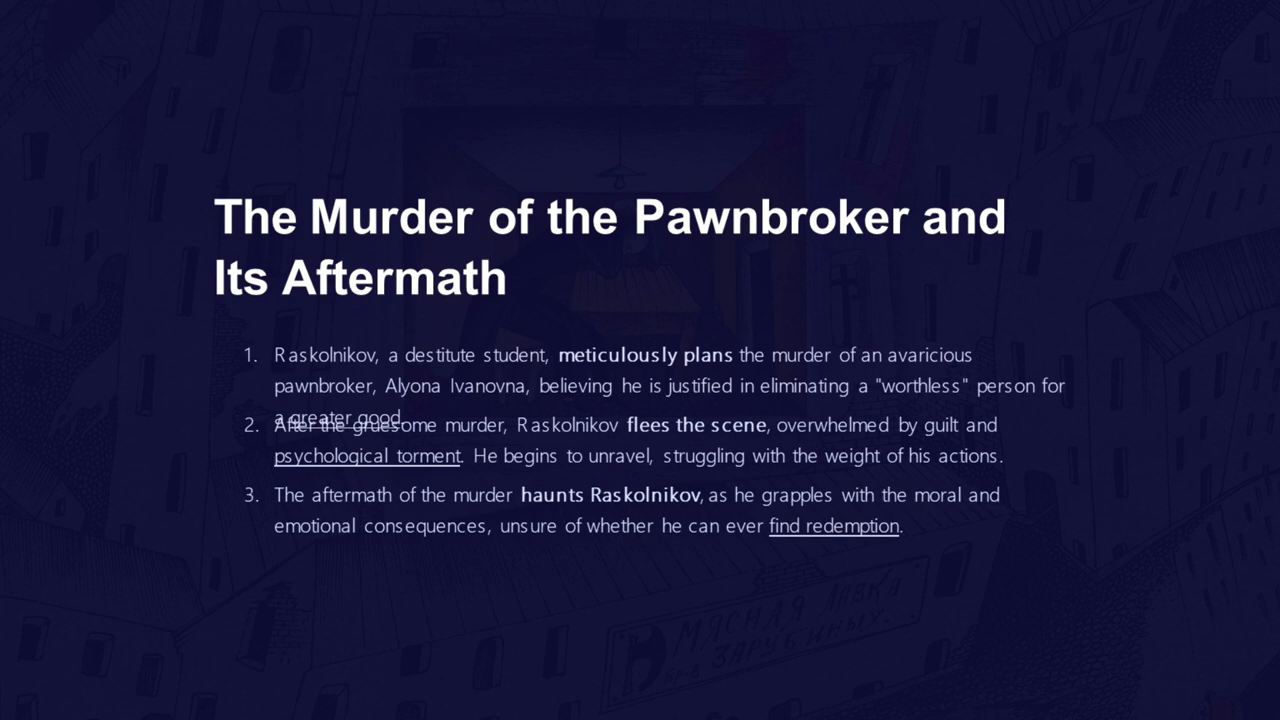 The Murder of the Pawnbroker and
Its Aftermath
1. Raskolnikov, a destitute student, meticulously plans the murder of an avaricious
pawnbroker, Alyona Ivanovna, believing he is justified in eliminating a "worthless" person for
a greater good.
2. After the gruesome murder, Raskolnikov flees the scene, overwhelmed by guilt and
psychological torment. He begins to unravel, struggling with the weight of his actions.
3. The aftermath of the murder haunts Raskolnikov, as he grapples with the moral and
emotional consequences, unsure of whether he can ever find redemption.
МЯСНАЯ ЛАВКА